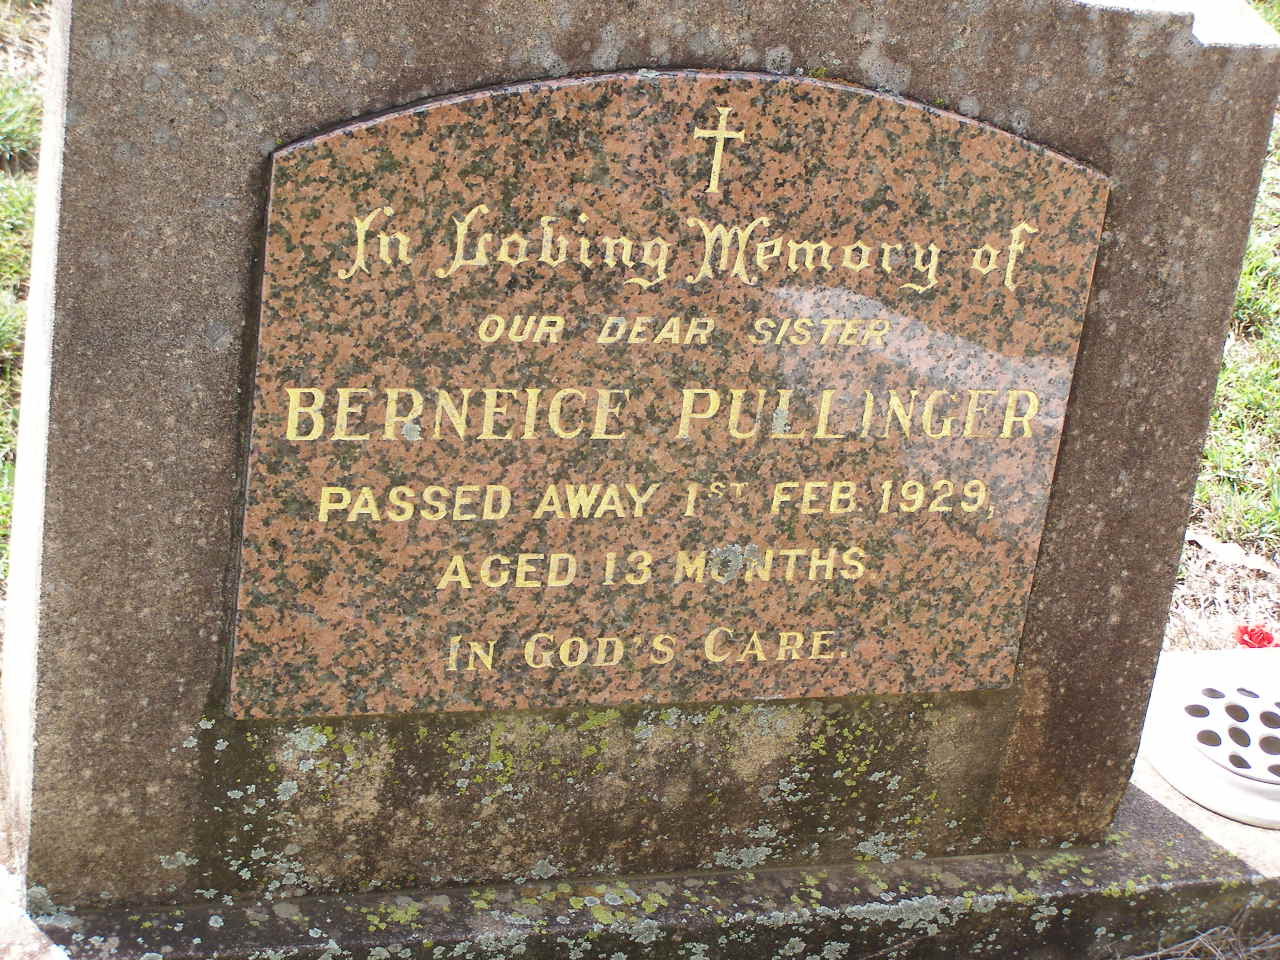 In Loving Memory of
OUR DEAR SISTER
BERNEICE PULLINGER
PASSED AWAY 1ST FEB. 1929,
AGED 13 MONTHS.
IN GOD'S CARE.